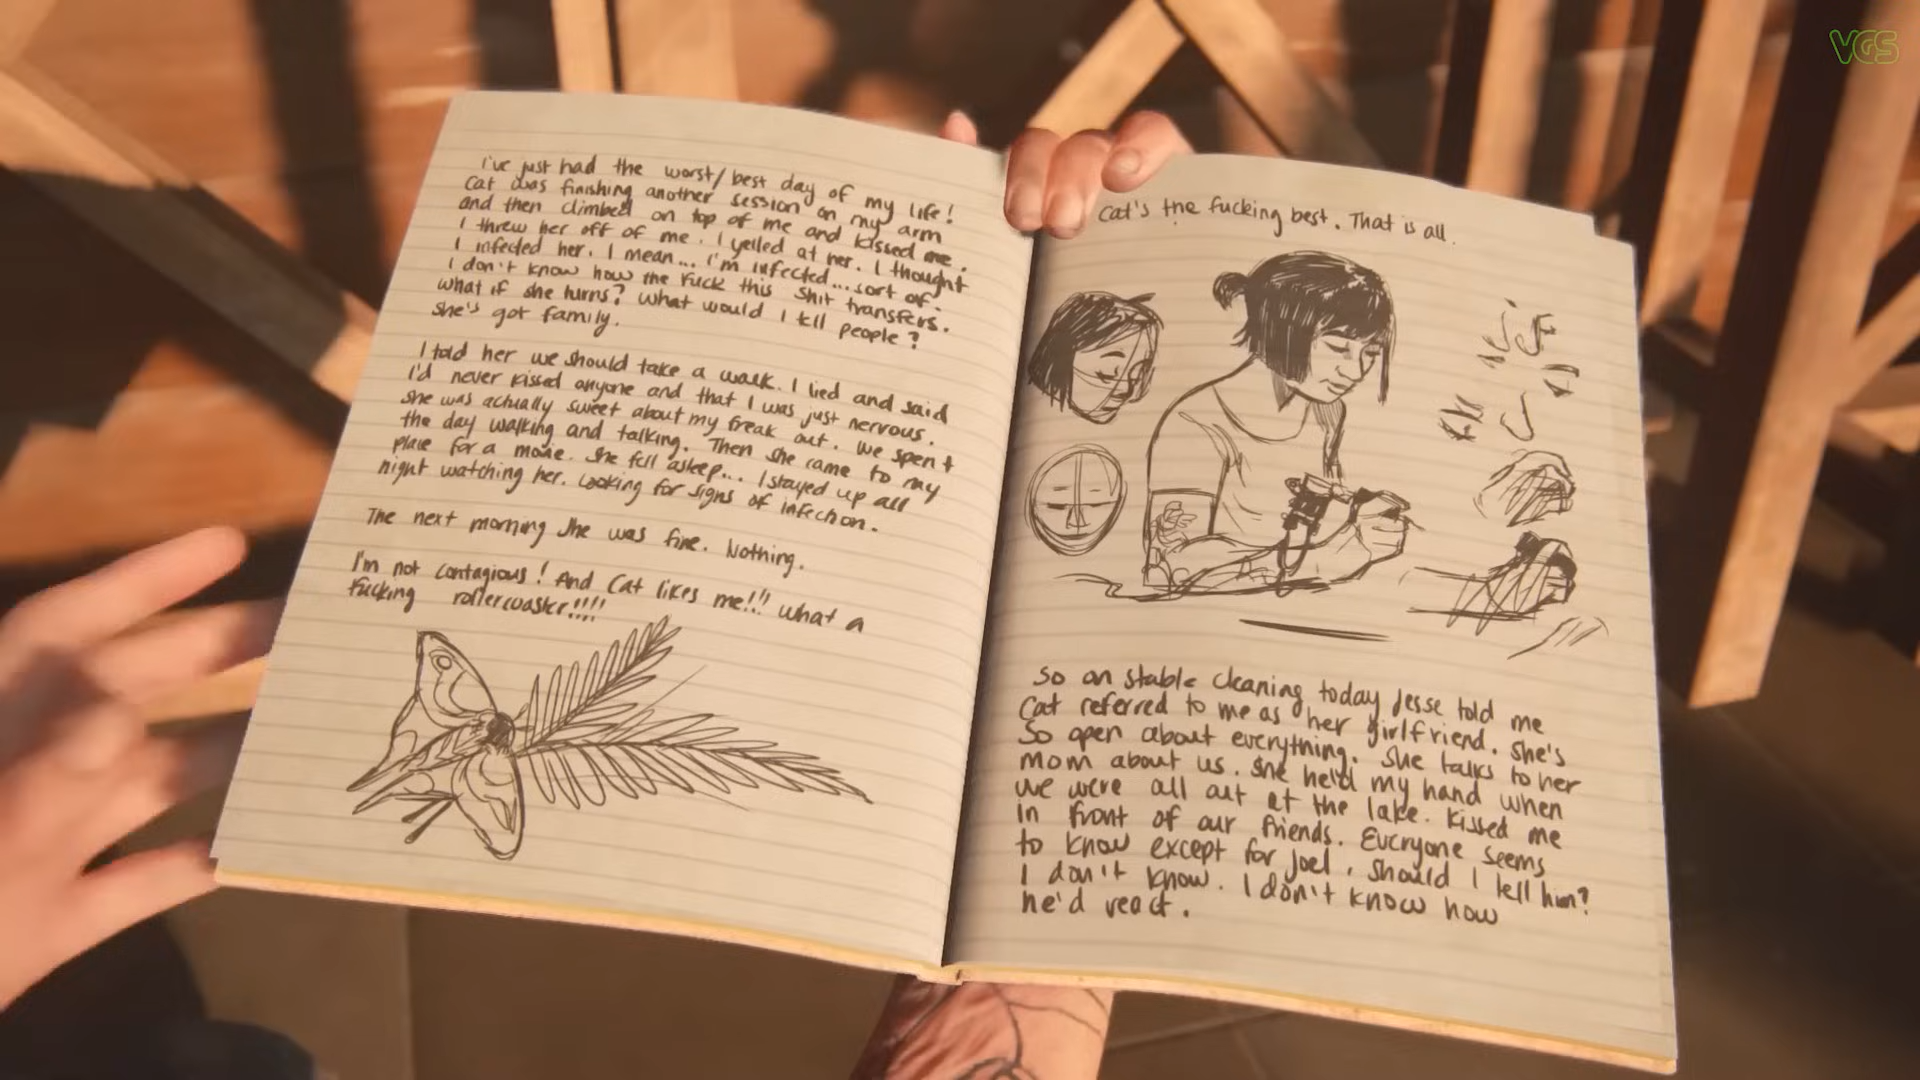 I've just had the worst/best day of my life!
Cat was finishing another session on my arm
and then climbed on top of me and kissed me.
I threw her off of me. I yelled at her. I thought
I infected her. I mean... I'm infected... sort of.
I don't know how the fuck this shit transfers.
What if she turns? What would I tell people?
She's got family.
I told her we should take a walk. I lied and said
I'd never kissed anyone and that I was just nervous.
She was actually sweet about my freak out. We spent
the day walking and talking. Then she came to my
place for a movie. She fell asleep... I stayed up all
night watching her. Looking for signs of infection.
The next morning she was fine. Nothing.
I'm not contagious! And Cat likes me!!! What a
fucking rollercoaster!!!!
Cat's the fucking best. That is all.
So on stable cleaning today Jesse told me
Cat referred to me as her girlfriend. She's
so open about everything. She talks to her
mom about us. She held my hand when
we were all out at the lake. Kissed me
in front of our friends. Everyone seems
to know except for Joel. Should I tell him?
I don't know. I don't know how
he'd react.
VGS